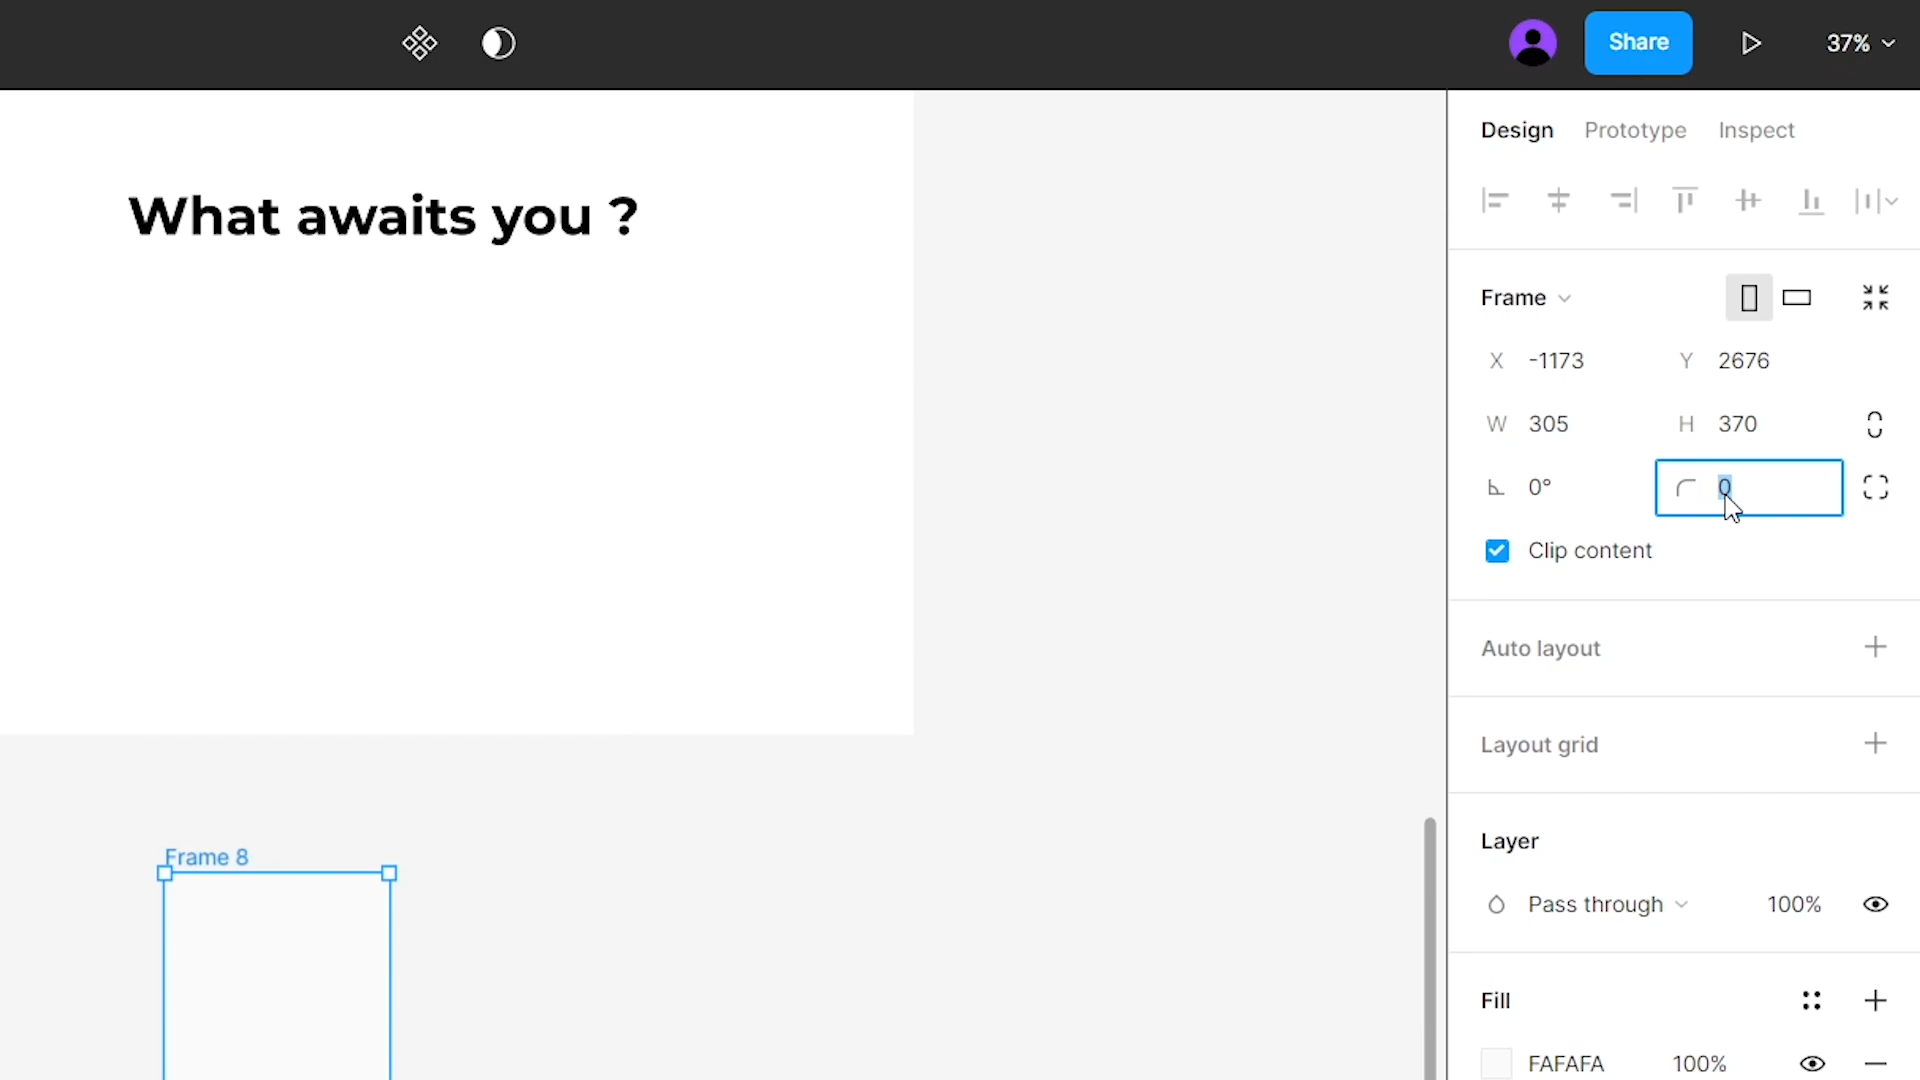 Share
37%
Design Prototype Inspect
What awaits you ?
Frame
X -1173 Y 2676
W 305 H 370
0° 0
Clip content
Auto layout
Layout grid
Layer
Frame 8
Pass through 100%
Fill
FAFAFA 100%